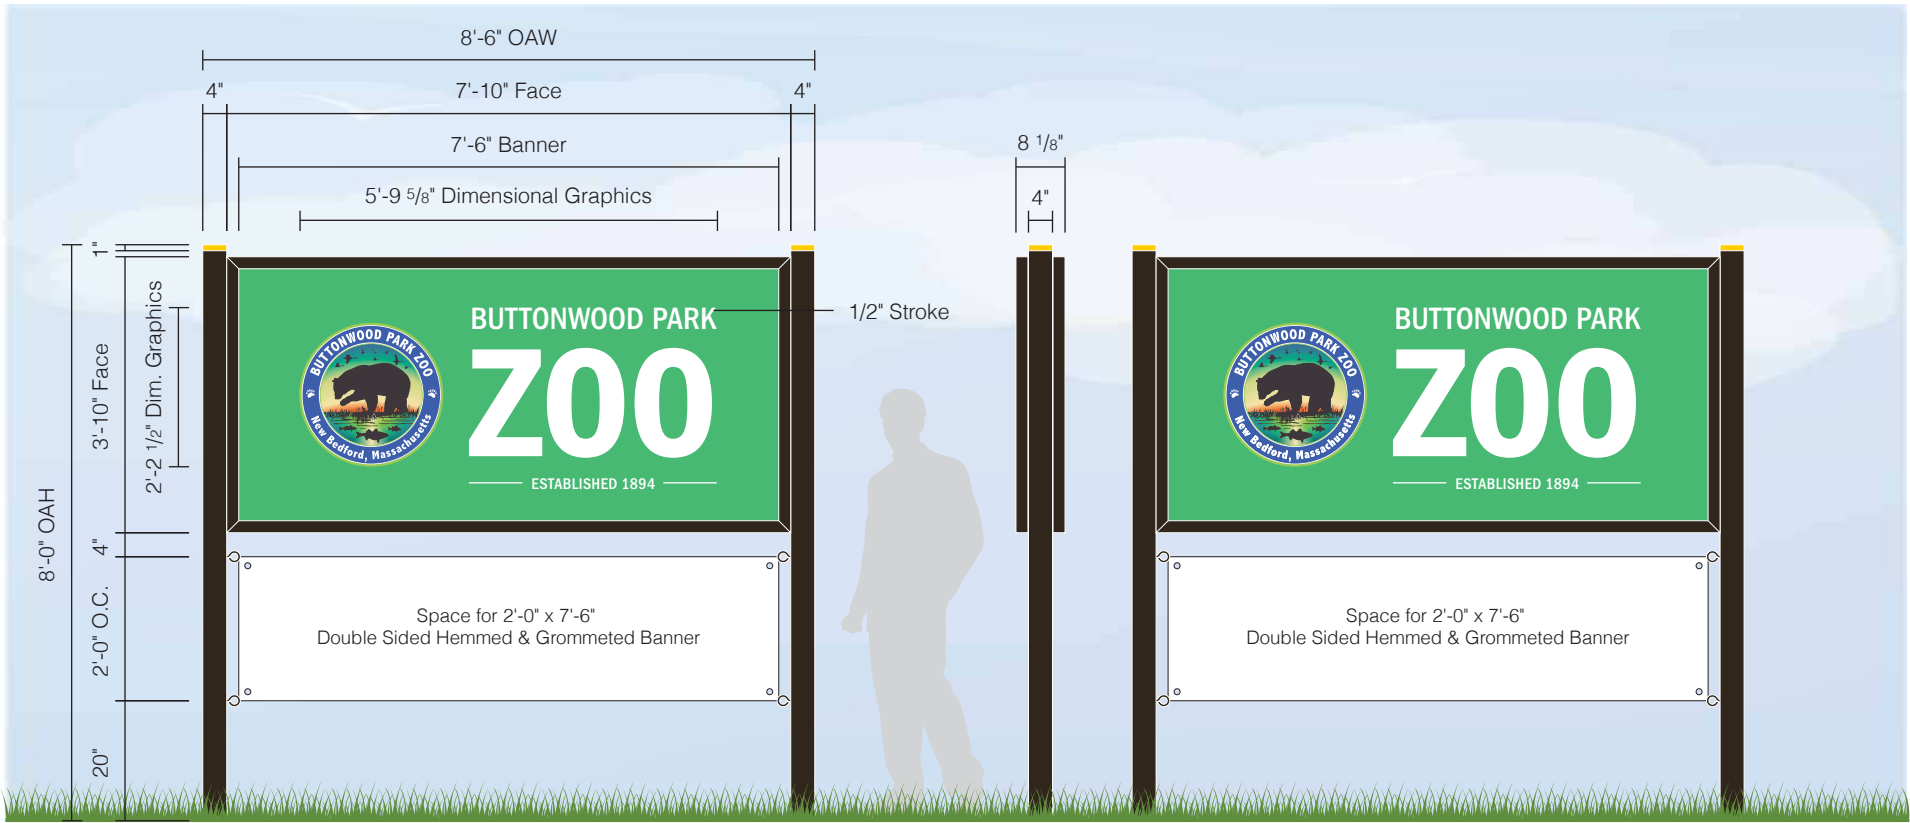 8'-6" OAW
4"
7'-10" Face
4"
7'-6" Banner
5'-9 5/8" Dimensional Graphics
8 1/8"
4"
1"
3'-10" Face
2'-2 1/2" Dim. Graphics
8'-0" OAH
4"
2'-0" O.C.
20"
BUTTONWOOD PARK
ZOO
ESTABLISHED 1894
BUTTONWOOD PARK ZOO
New Bedford, Massachusetts
1/2" Stroke
Space for 2'-0" x 7'-6"
Double Sided Hemmed & Grommeted Banner
BUTTONWOOD PARK
ZOO
ESTABLISHED 1894
BUTTONWOOD PARK ZOO
New Bedford, Massachusetts
Space for 2'-0" x 7'-6"
Double Sided Hemmed & Grommeted Banner